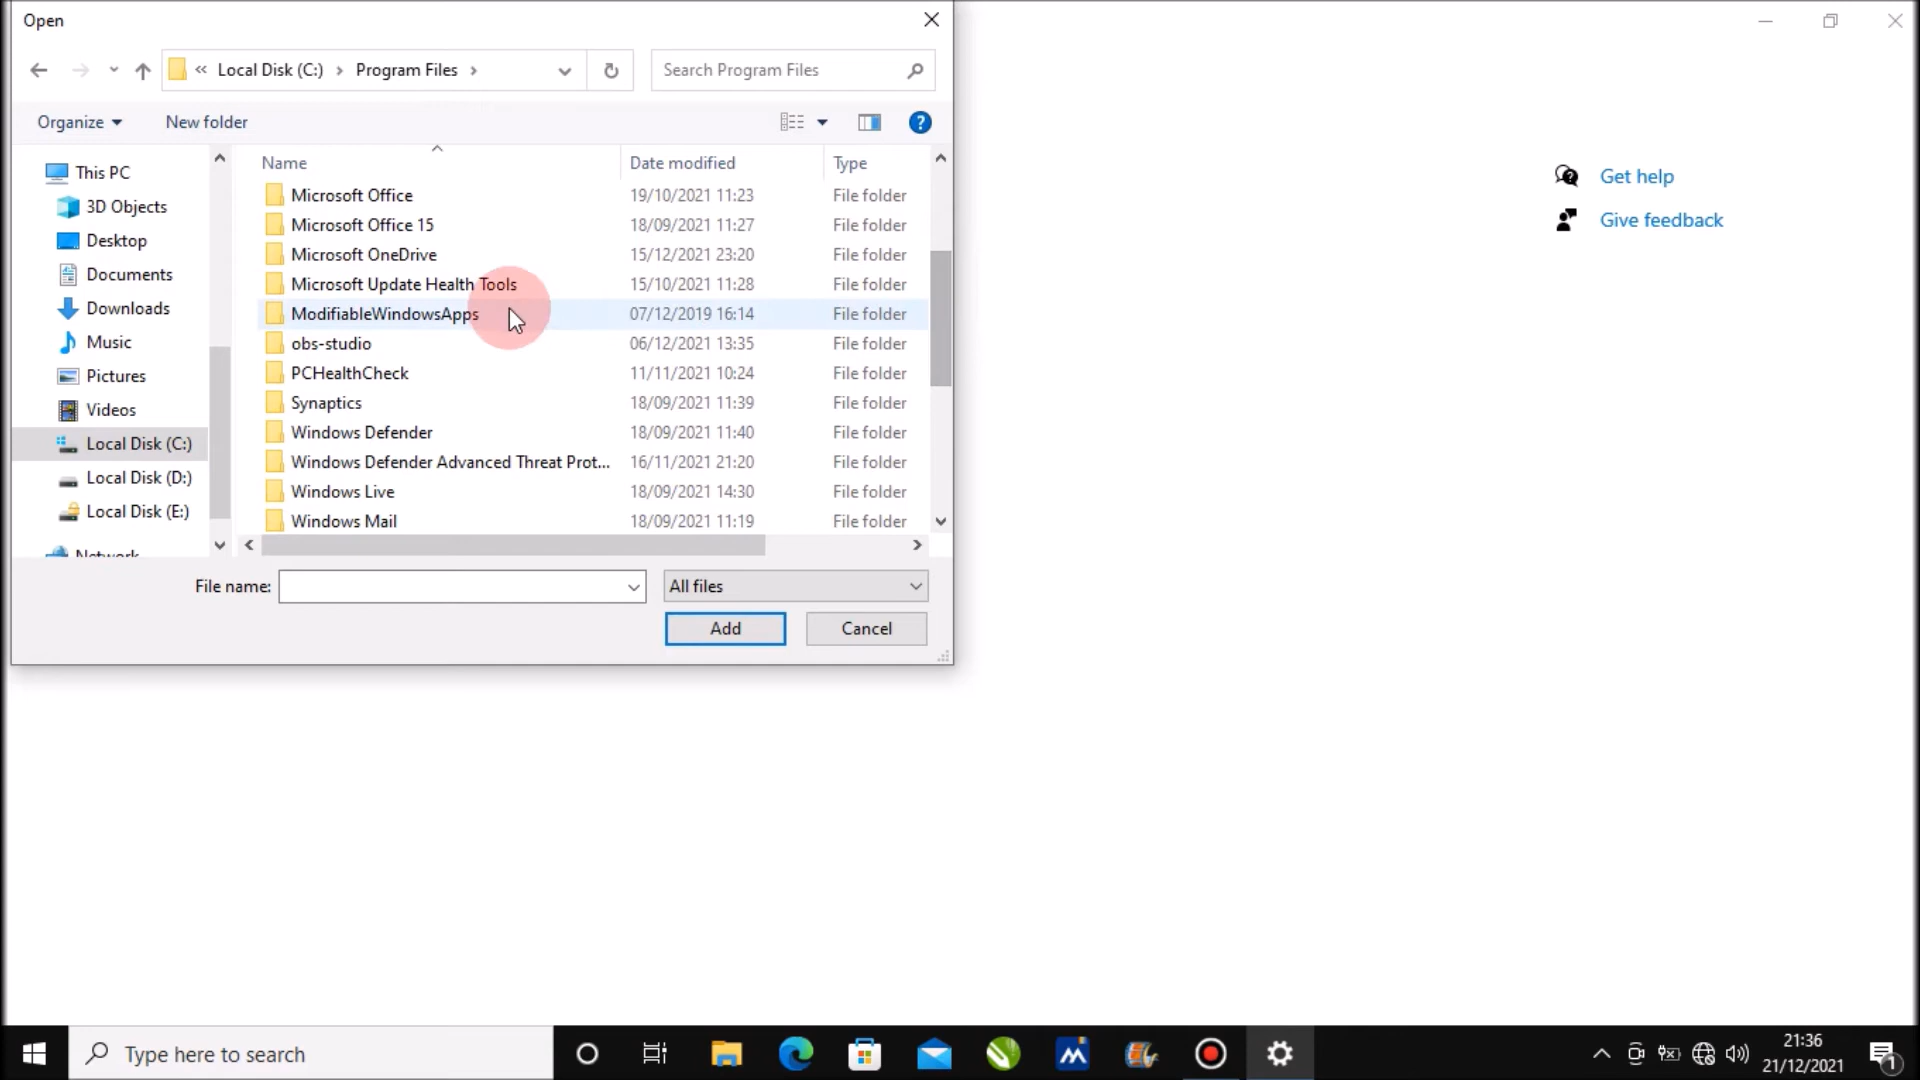 Open
« Local Disk (C:) › Program Files ›
Search Program Files
Organize
New folder
Name Date modified Type
Microsoft Office 19/10/2021 11:23 File folder
Microsoft Office 15 18/09/2021 11:27 File folder
Microsoft OneDrive 15/12/2021 23:20 File folder
Microsoft Update Health Tools 15/10/2021 11:28 File folder
ModifiableWindowsApps 07/12/2019 16:14 File folder
obs-studio 06/12/2021 13:35 File folder
PCHealthCheck 11/11/2021 10:24 File folder
Synaptics 18/09/2021 11:39 File folder
Windows Defender 18/09/2021 11:40 File folder
Windows Defender Advanced Threat Prot... 16/11/2021 21:20 File folder
Windows Live 18/09/2021 14:30 File folder
Windows Mail 18/09/2021 11:19 File folder
This PC
3D Objects
Desktop
Documents
Downloads
Music
Pictures
Videos
Local Disk (C:)
Local Disk (D:)
Local Disk (E:)
Network
File name:
All files
Add
Cancel
Get help
Give feedback
Type here to search
21:36
21/12/2021
1